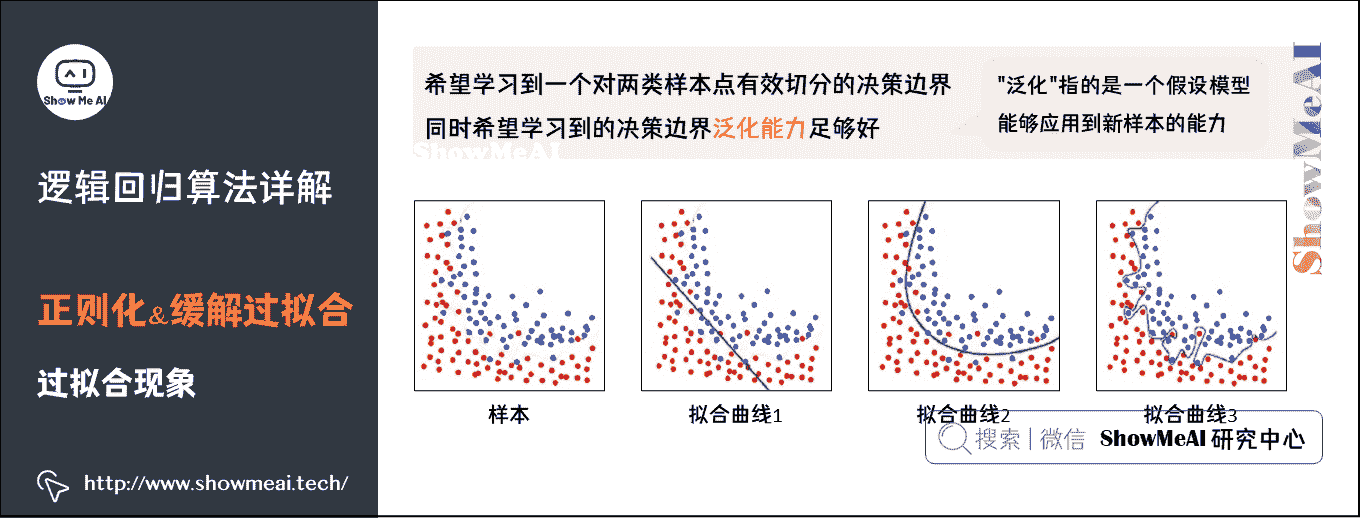 Show Me AI
逻辑回归算法详解
正则化&缓解过拟合
过拟合现象
http://www.showmeai.tech/
希望学习到一个对两类样本点有效切分的决策边界
同时希望学习到的决策边界泛化能力足够好
"泛化"指的是一个假设模型
能够应用到新样本的能力
ShowMeAI
ShowMeAI
样本
拟合曲线1
拟合曲线2
拟合曲线3
搜索 | 微信 ShowMeAI 研究中心